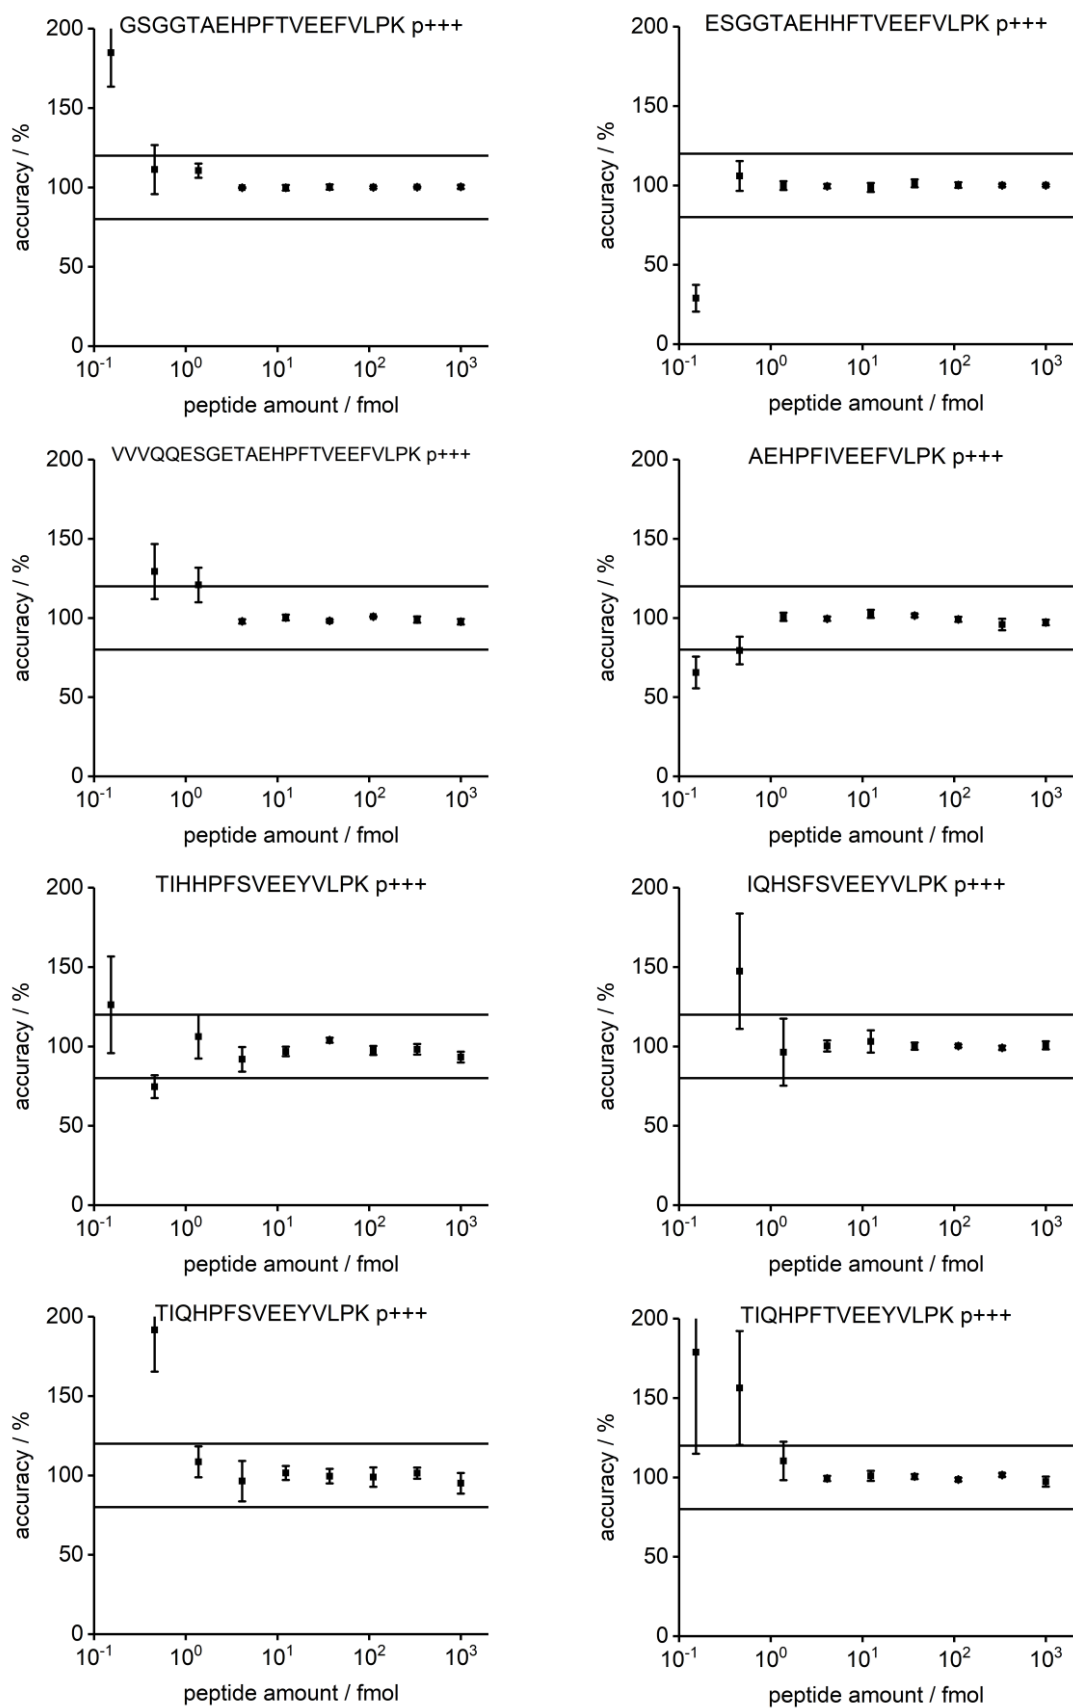 GSGGTAEHPFTVEEFVLPK p+++
200
150
100
50
0
accuracy / %
10⁻¹ 10⁰ 10¹ 10² 10³
peptide amount / fmol
ESGGTAEHHFTVEEFVLPK p+++
200
150
100
50
0
accuracy / %
10⁻¹ 10⁰ 10¹ 10² 10³
peptide amount / fmol
VVVQQESGETAEHPFTVEEFVLPK p+++
200
150
100
50
0
accuracy / %
10⁻¹ 10⁰ 10¹ 10² 10³
peptide amount / fmol
AEHPFIVEEFVLPK p+++
200
150
100
50
0
accuracy / %
10⁻¹ 10⁰ 10¹ 10² 10³
peptide amount / fmol
TIHHPFSVEEYVLPK p+++
200
150
100
50
0
accuracy / %
10⁻¹ 10⁰ 10¹ 10² 10³
peptide amount / fmol
IQHSFSVEEYVLPK p+++
200
150
100
50
0
accuracy / %
10⁻¹ 10⁰ 10¹ 10² 10³
peptide amount / fmol
TIQHPFSVEEYVLPK p+++
200
150
100
50
0
accuracy / %
10⁻¹ 10⁰ 10¹ 10² 10³
peptide amount / fmol
TIQHPFTVEEYVLPK p+++
200
150
100
50
0
accuracy / %
10⁻¹ 10⁰ 10¹ 10² 10³
peptide amount / fmol